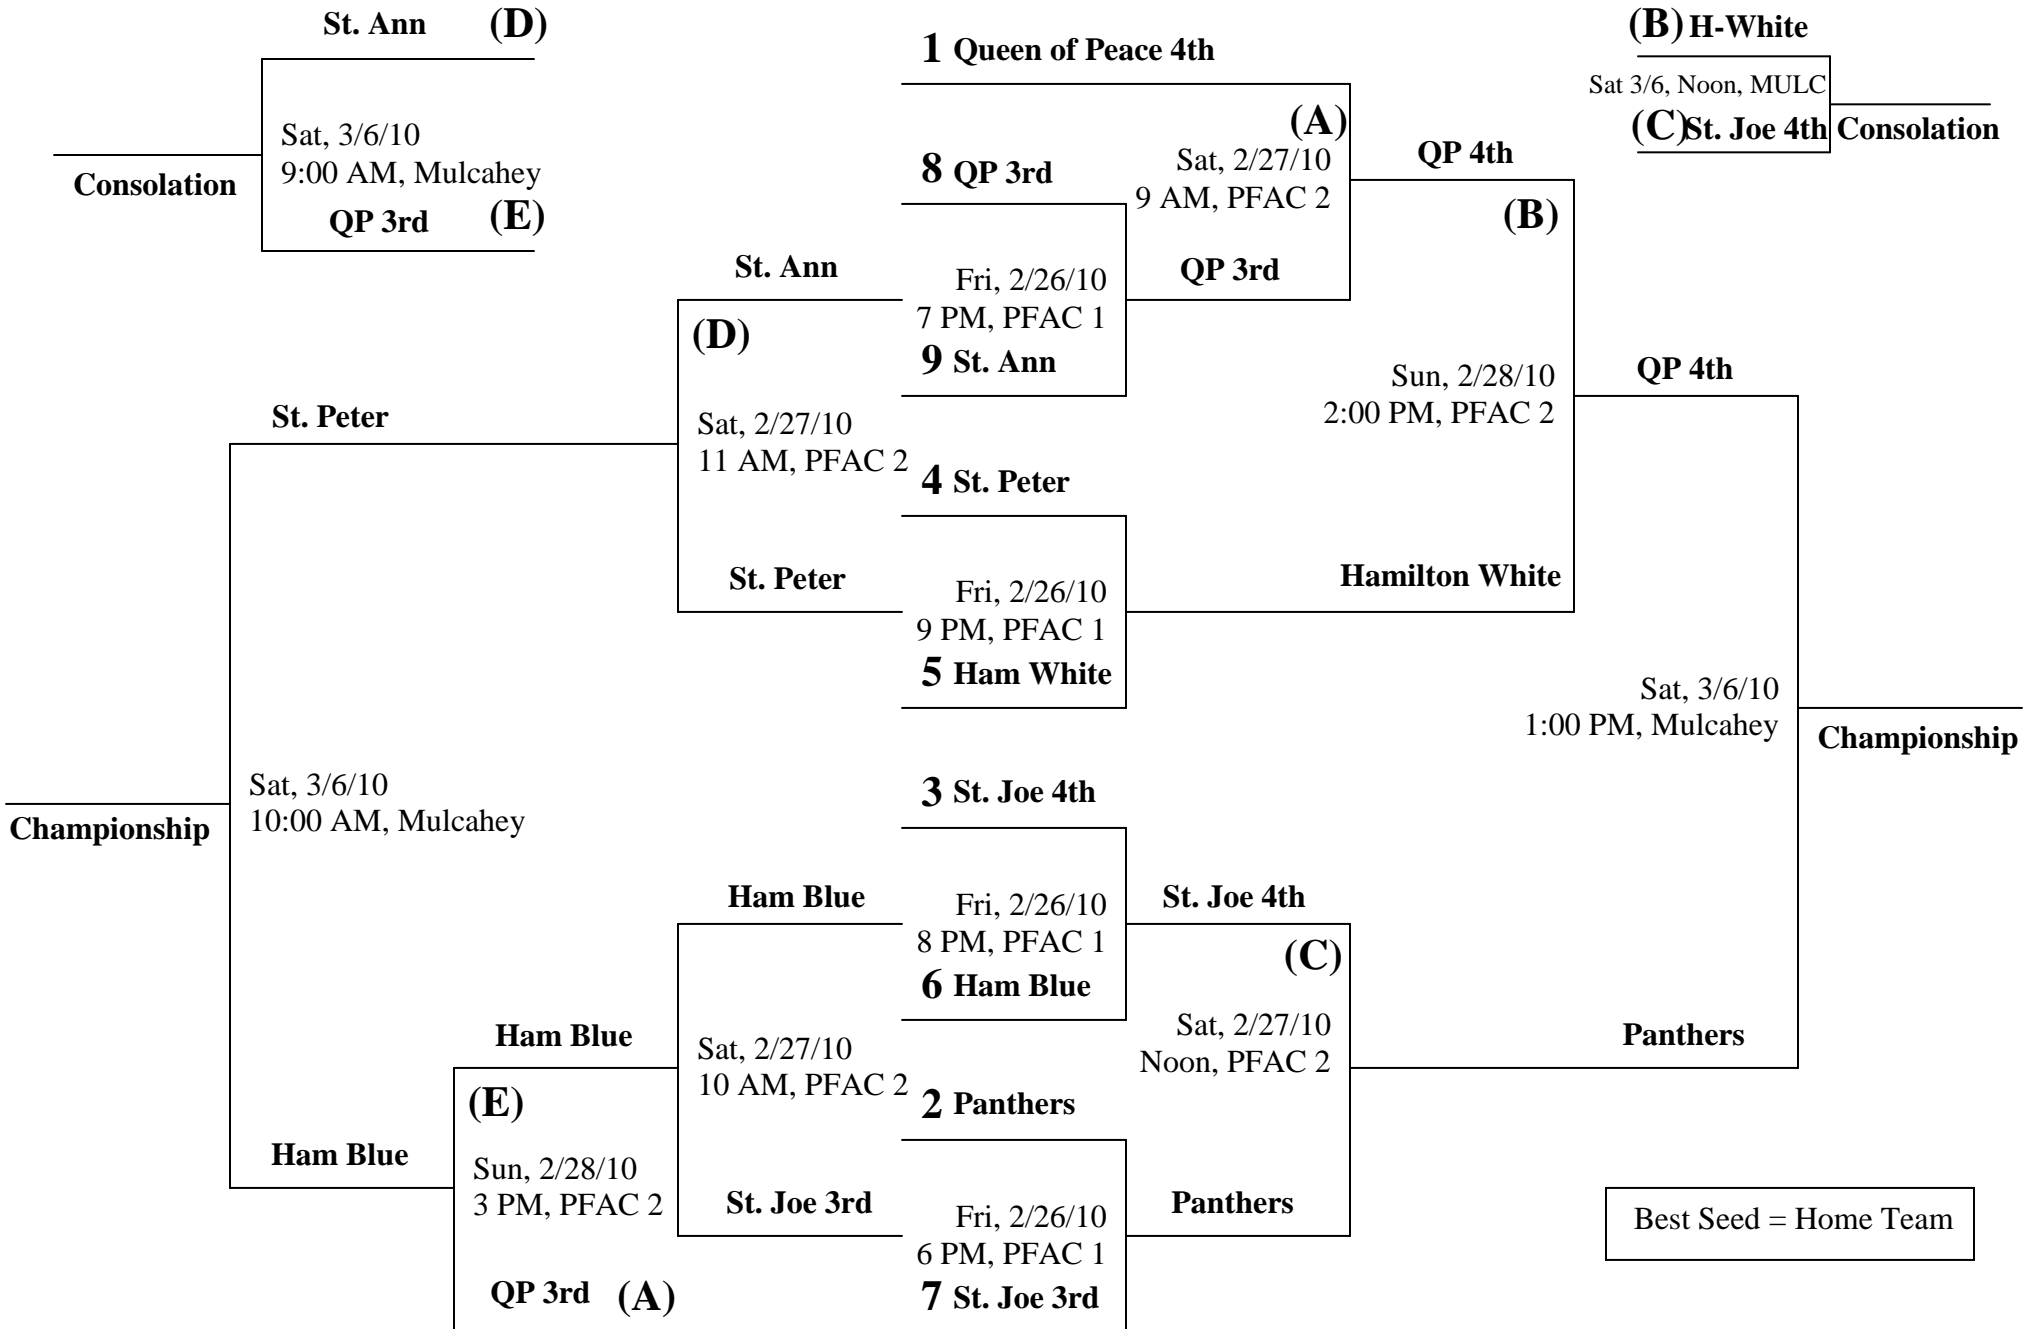 St. Ann (D)
Sat, 3/6/10
9:00 AM, Mulcahey
Consolation
QP 3rd (E)
St. Peter
Sat, 3/6/10
10:00 AM, Mulcahey
Championship
Ham Blue
Ham Blue
(E)
Sun, 2/28/10
3 PM, PFAC 2
QP 3rd (A)
St. Ann
(D)
Sat, 2/27/10
11 AM, PFAC 2
St. Peter
Ham Blue
Sat, 2/27/10
10 AM, PFAC 2
St. Joe 3rd
1 Queen of Peace 4th
8 QP 3rd
Fri, 2/26/10
7 PM, PFAC 1
9 St. Ann
4 St. Peter
Fri, 2/26/10
9 PM, PFAC 1
5 Ham White
3 St. Joe 4th
Fri, 2/26/10
8 PM, PFAC 1
6 Ham Blue
2 Panthers
Fri, 2/26/10
6 PM, PFAC 1
7 St. Joe 3rd
(A)
Sat, 2/27/10
9 AM, PFAC 2
QP 3rd
St. Joe 4th
(C)
Sat, 2/27/10
Noon, PFAC 2
Panthers
QP 4th
(B)
Sun, 2/28/10
2:00 PM, PFAC 2
Hamilton White
QP 4th
Sat, 3/6/10
1:00 PM, Mulcahey
Championship
Panthers
(B) H-White
Sat 3/6, Noon, MULC
(C) St. Joe 4th Consolation
Best Seed = Home Team